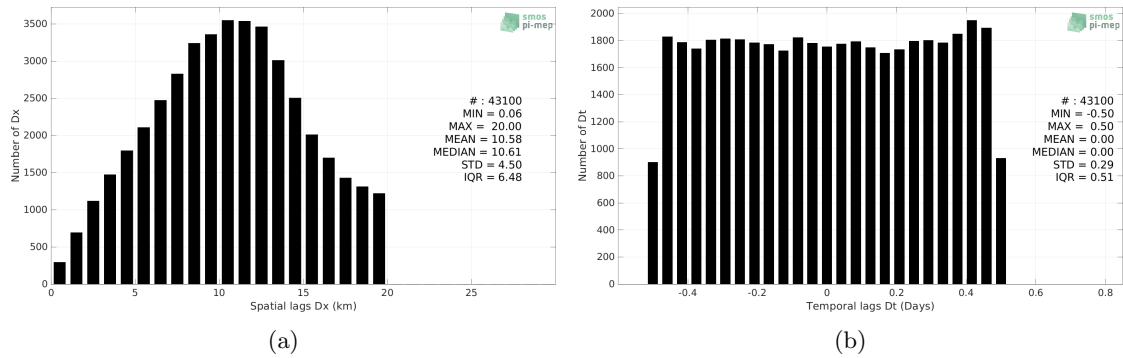 3500
3000
2500
2000
1500
1000
500
0
Number of Dx
0 5 10 15 20 25
Spatial lags Dx (km)
smos
pi-mep
# : 43100
MIN = 0.06
MAX = 20.00
MEAN = 10.58
MEDIAN = 10.61
STD = 4.50
IQR = 6.48
(a)
2000
1800
1600
1400
1200
1000
800
600
400
200
0
Number of Dt
-0.4 -0.2 0 0.2 0.4 0.6 0.8
Temporal lags Dt (Days)
smos
pi-mep
# : 43100
MIN = -0.50
MAX = 0.50
MEAN = 0.00
MEDIAN = 0.00
STD = 0.29
IQR = 0.51
(b)